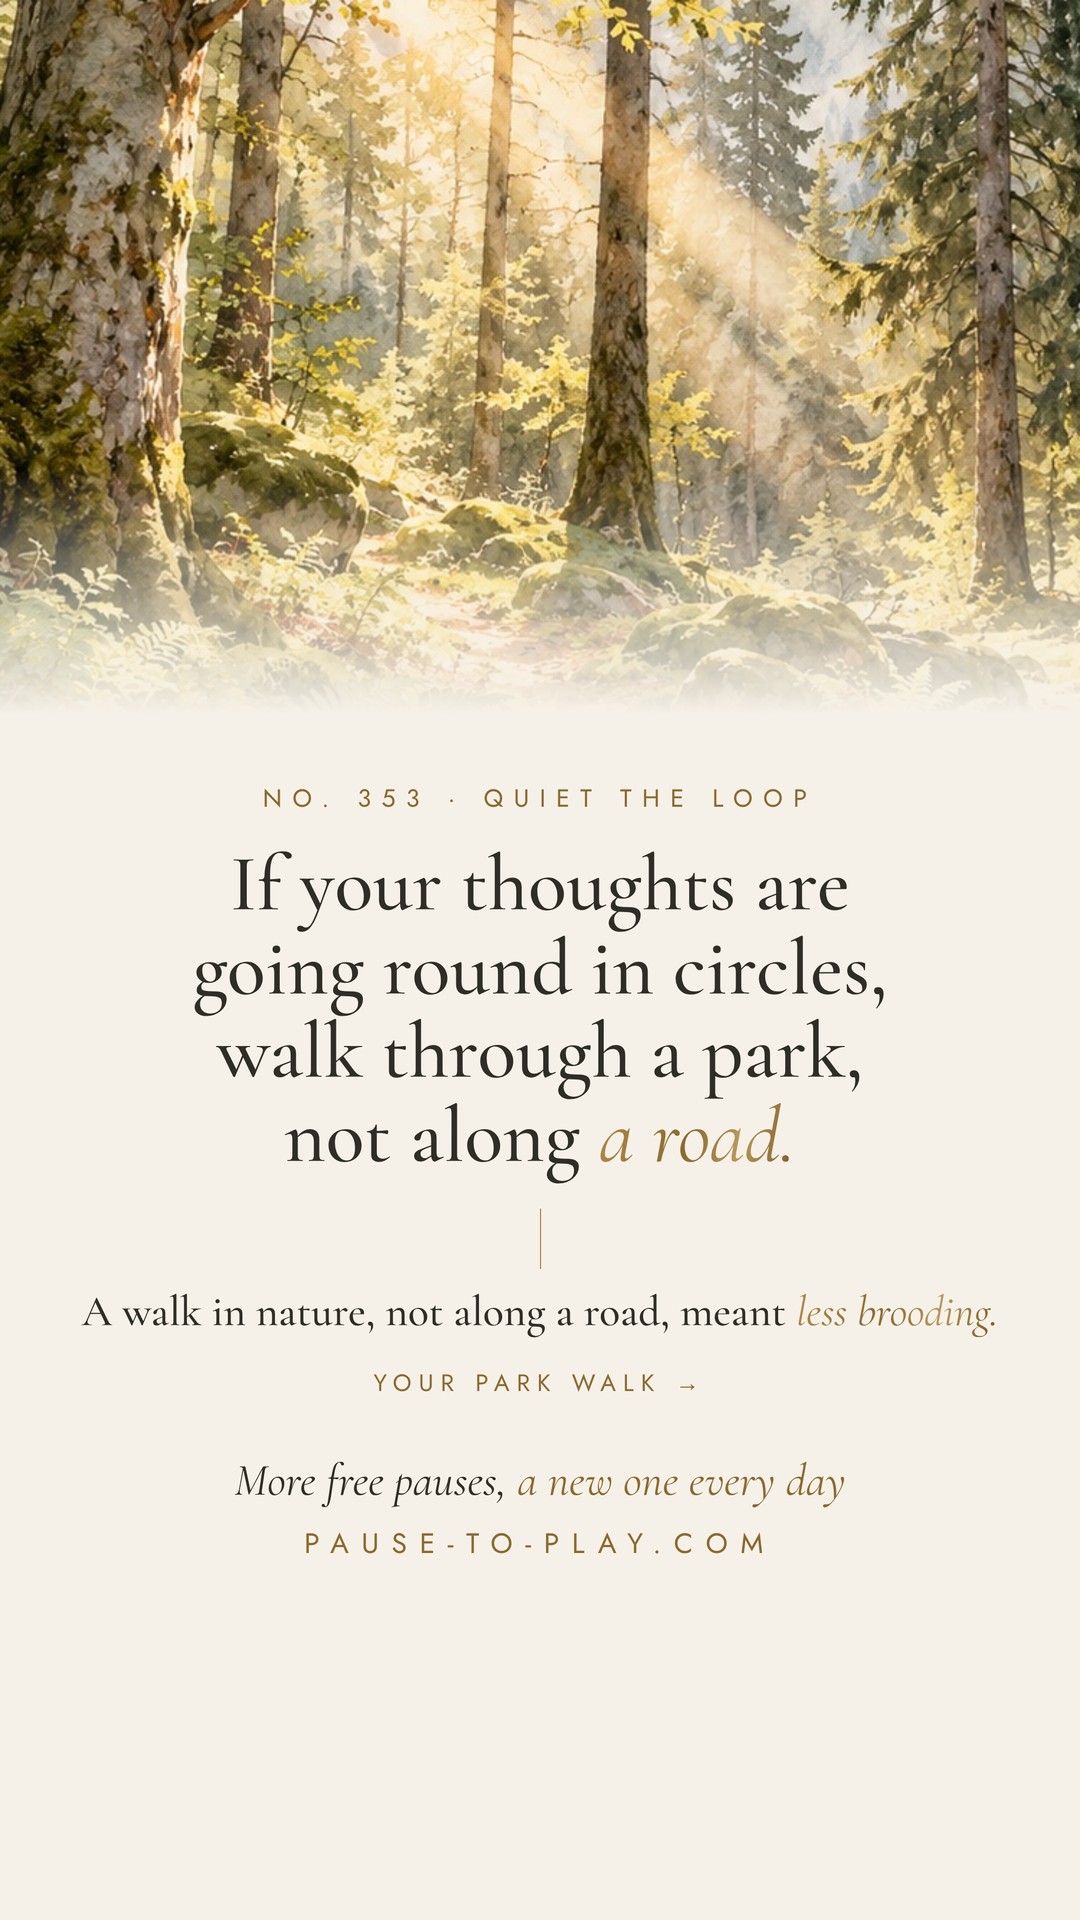 NO. 353 · QUIET THE LOOP
If your thoughts are
going round in circles,
walk through a park,
not along a road.
A walk in nature, not along a road, meant less brooding.
YOUR PARK WALK →
More free pauses, a new one every day
PAUSE-TO-PLAY.COM